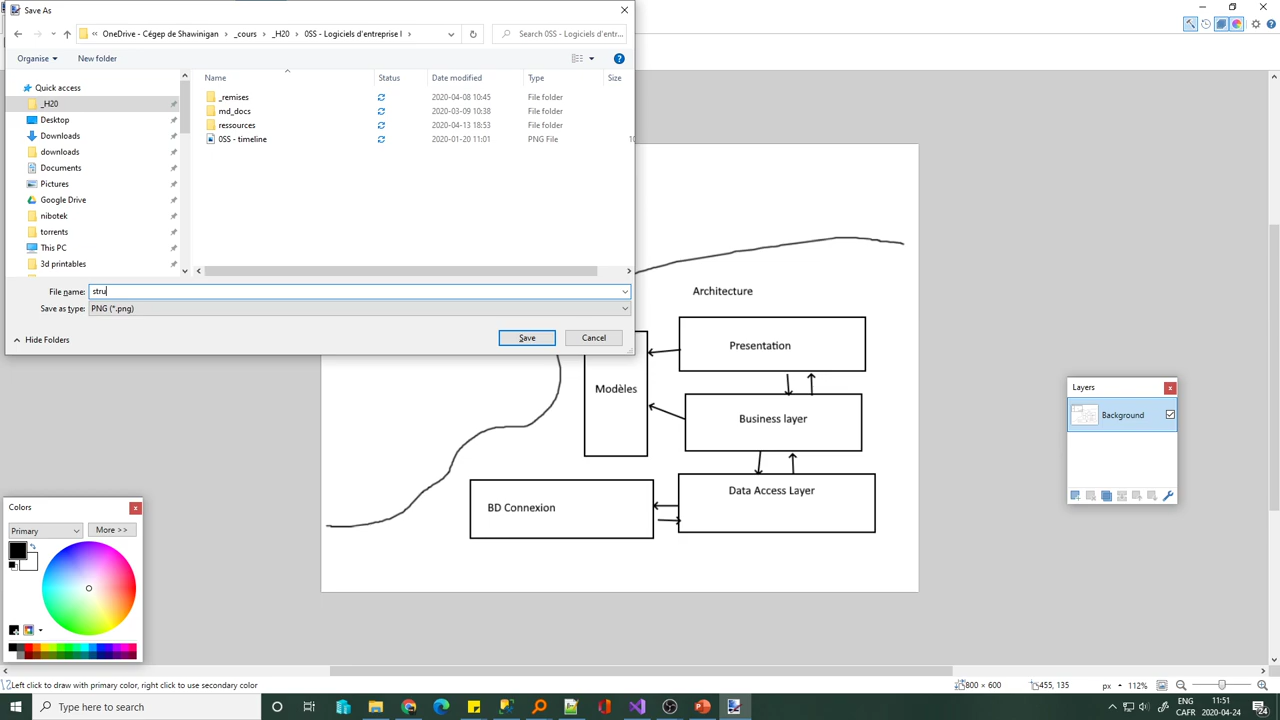 Save As
« OneDrive - Cégep de Shawinigan > _cours > _H20 > 0SS - Logiciels d'entreprise I >
Search 0SS - Logiciels d'entr...
Organise
New folder
Name Status Date modified Type Size
Quick access
_H20
Desktop
Downloads
downloads
Documents
Pictures
Google Drive
nibotek
torrents
This PC
3d printables
_remises 2020-04-08 10:45 File folder
md_docs 2020-03-09 10:38 File folder
ressources 2020-04-13 18:53 File folder
0SS - timeline 2020-01-20 11:01 PNG File 10
File name: stru
Save as type: PNG (*.png)
Hide Folders
Save
Cancel
Architecture
Presentation
Modèles
Business layer
Data Access Layer
BD Connexion
Layers
Background
Colors
Primary
More >>
Left click to draw with primary color, right click to use secondary color
800 × 600
455, 135
px
112%
Type here to search
ENG
CAFR
11:51
2020-04-24
24